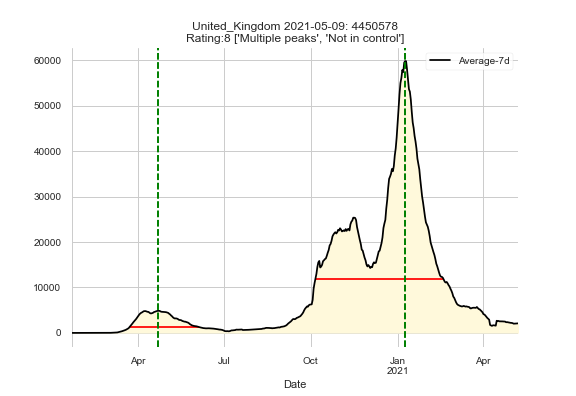 United_Kingdom 2021-05-09: 4450578
Rating:8 ['Multiple peaks', 'Not in control']
Average-7d
60000
50000
40000
30000
20000
10000
0
Apr
Jul
Oct
Jan
2021
Apr
Date